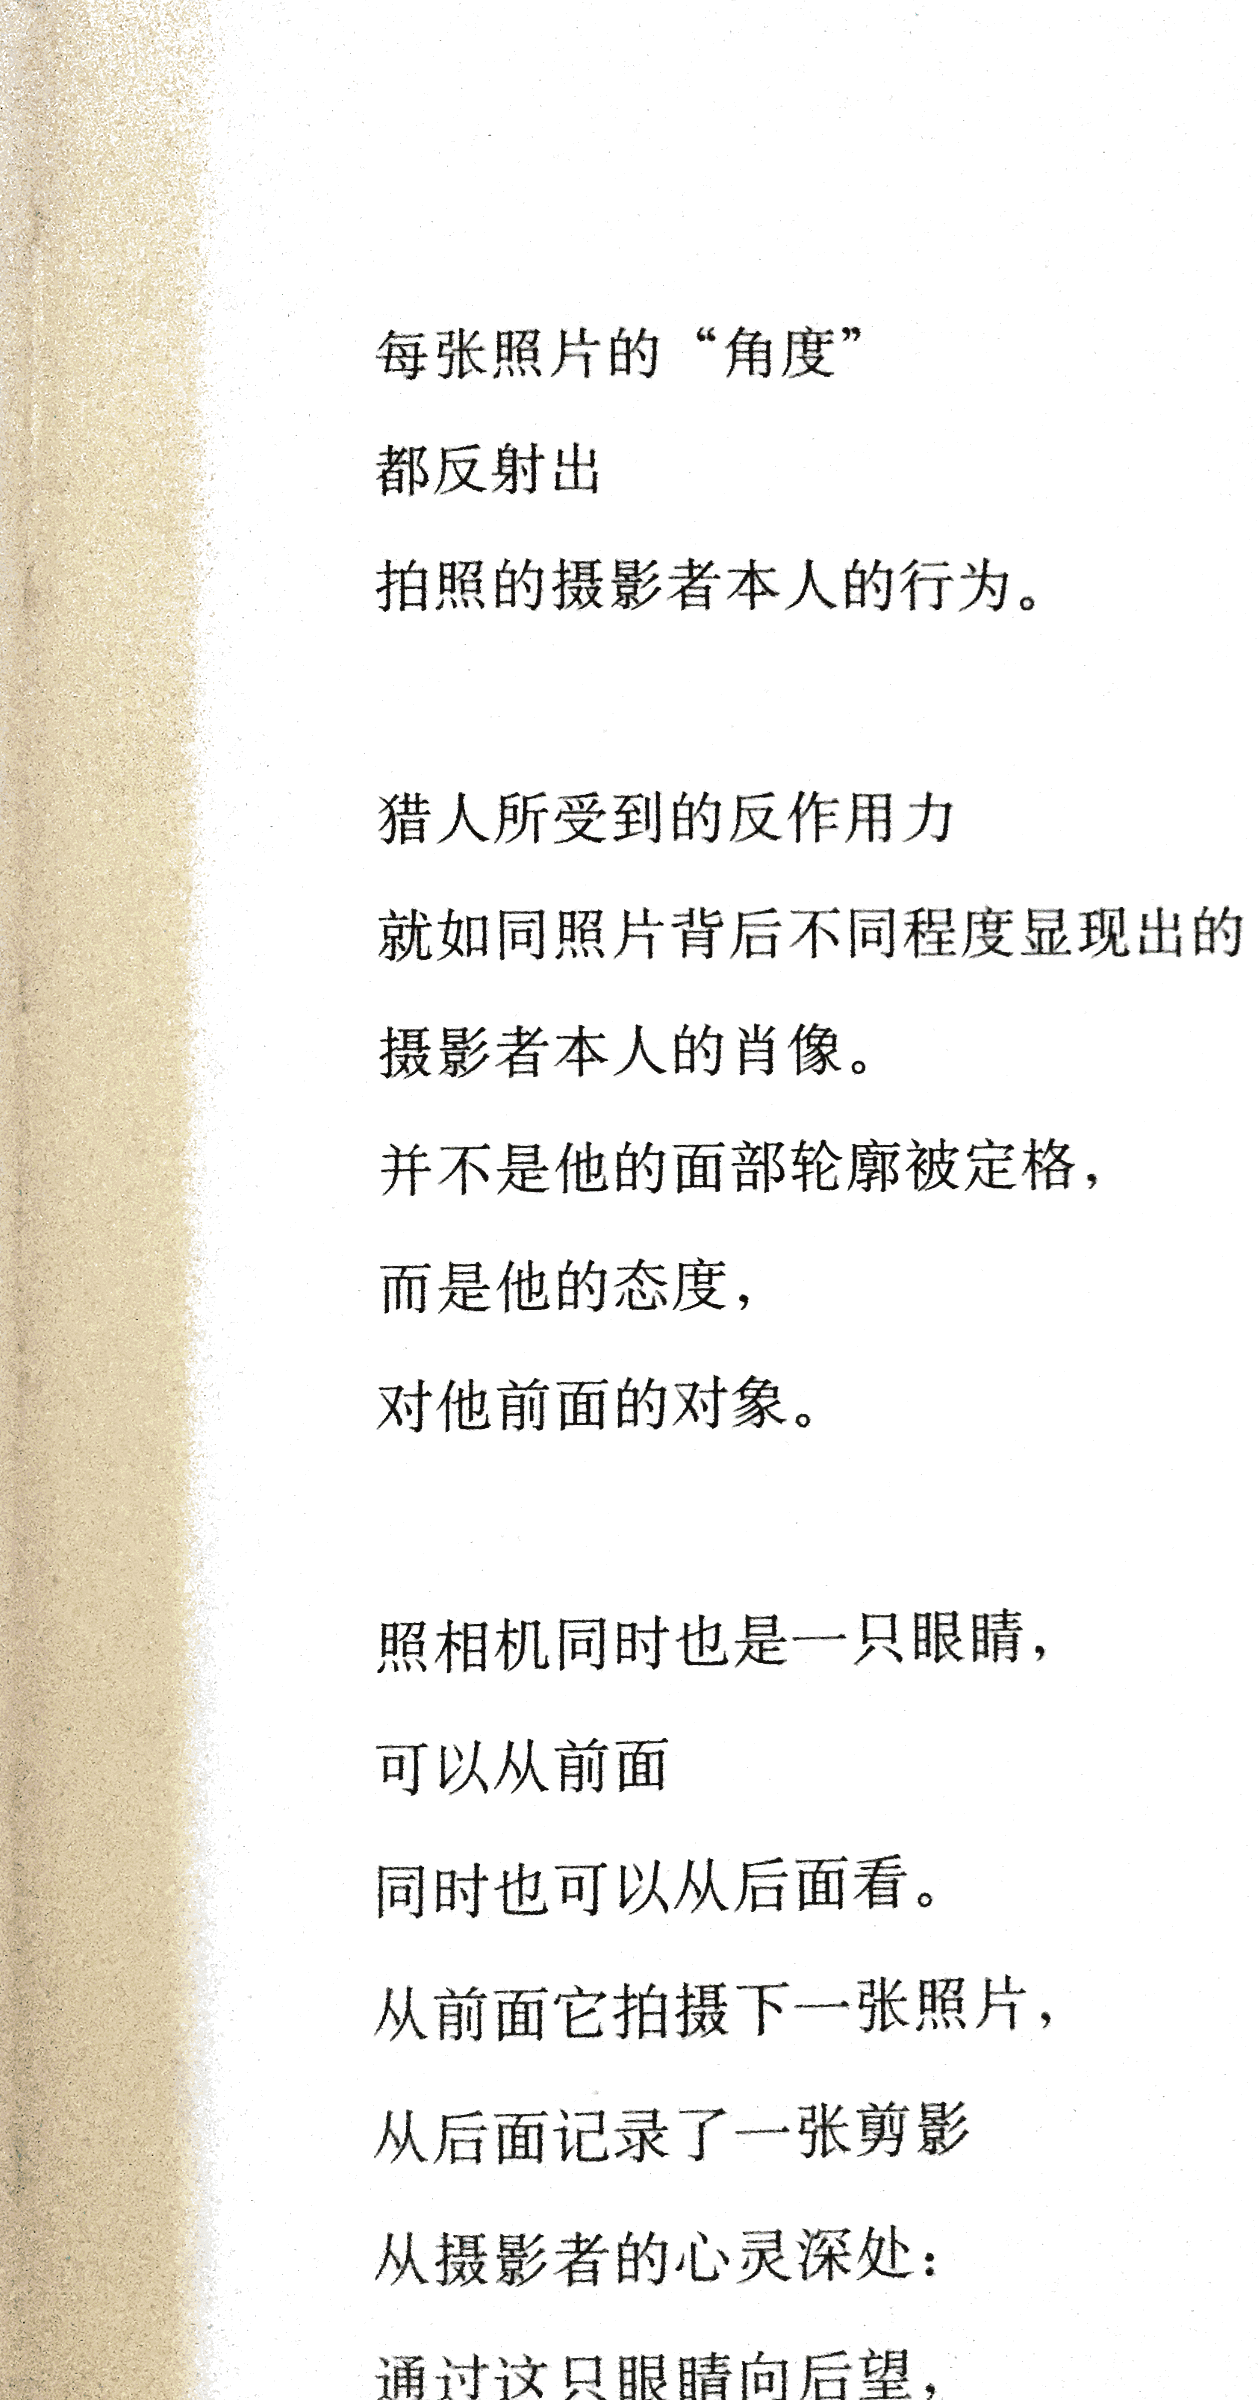 每张照片的“角度”
都反射出
拍照的摄影者本人的行为。
猎人所受到的反作用力
就如同照片背后不同程度显现出的
摄影者本人的肖像。
并不是他的面部轮廓被定格，
而是他的态度，
对他前面的对象。
照相机同时也是一只眼睛，
可以从前面
同时也可以从后面看。
从前面它拍摄下一张照片，
从后面记录了一张剪影
从摄影者的心灵深处：
通过这只眼睛向后望，